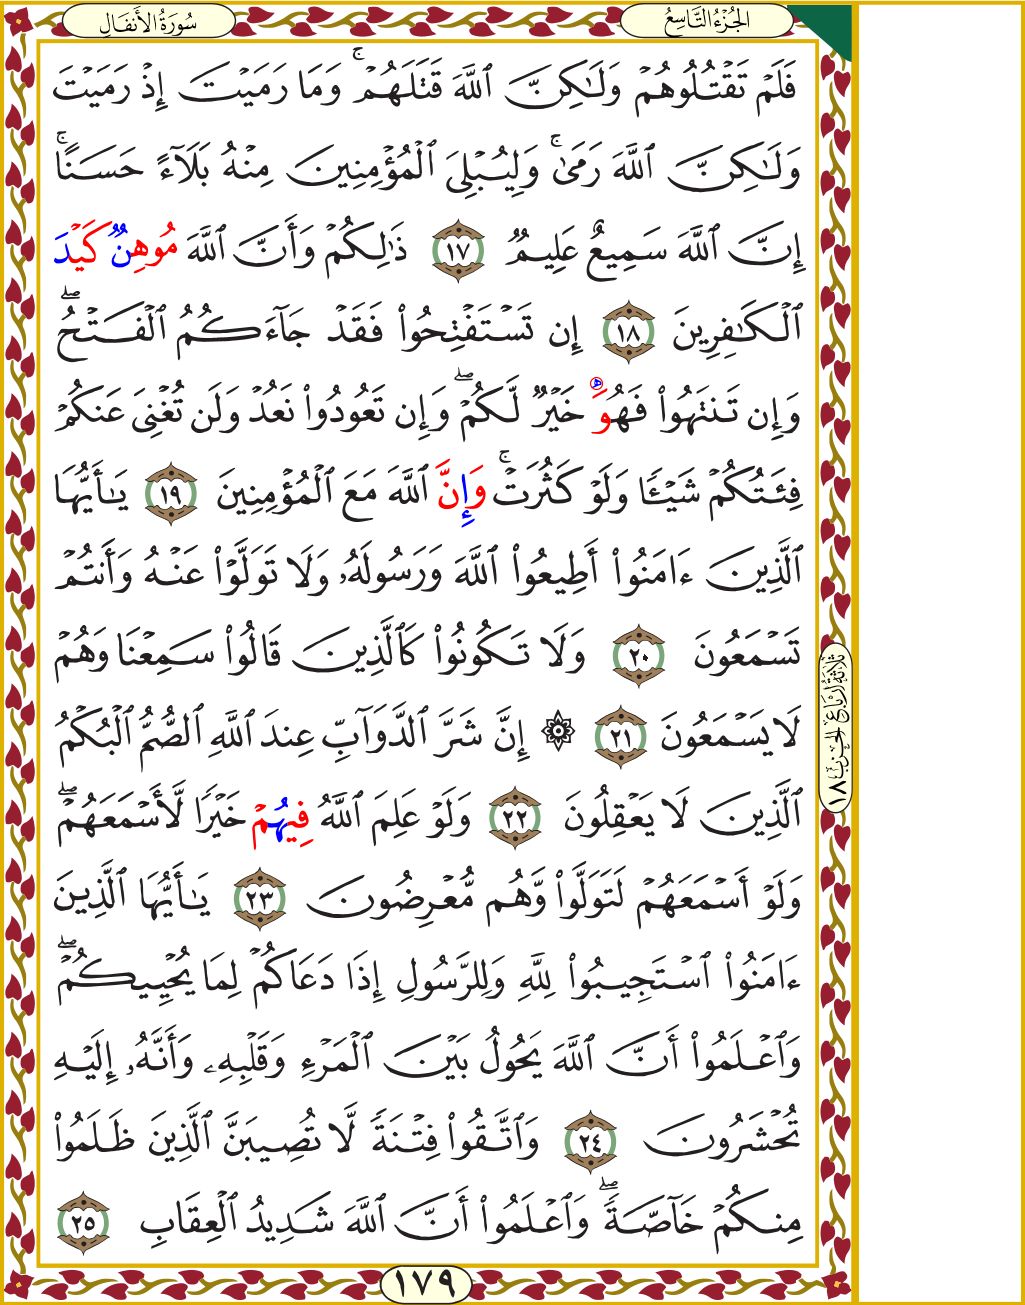 الجُزْءُ التَّاسِعُ
سُورَةُ الأَنفَالِ
فَلَمْ تَقْتُلُوهُمْ وَلَٰكِنَّ ٱللَّهَ قَتَلَهُمْ ۚ وَمَا رَمَيْتَ إِذْ رَمَيْتَ
وَلَٰكِنَّ ٱللَّهَ رَمَىٰ ۚ وَلِيُبْلِىَ ٱلْمُؤْمِنِينَ مِنْهُ بَلَآءً حَسَنًا ۚ
إِنَّ ٱللَّهَ سَمِيعٌ عَلِيمٌ ١٧ ذَٰلِكُمْ وَأَنَّ ٱللَّهَ مُوهِنٌ كَيْدَ
ٱلْكَٰفِرِينَ ١٨ إِن تَسْتَفْتِحُوا۟ فَقَدْ جَآءَكُمُ ٱلْفَتْحُ ۖ
وَإِن تَنتَهُوا۟ فَهُوَ خَيْرٌ لَّكُمْ ۖ وَإِن تَعُودُوا۟ نَعُدْ وَلَن تُغْنِىَ عَنكُمْ
فِئَتُكُمْ شَيْـًٔا وَلَوْ كَثُرَتْ ۚ وَإِنَّ ٱللَّهَ مَعَ ٱلْمُؤْمِنِينَ ١٩ يَٰٓأَيُّهَا
ٱلَّذِينَ ءَامَنُوٓا۟ أَطِيعُوا۟ ٱللَّهَ وَرَسُولَهُۥ وَلَا تَوَلَّوْا۟ عَنْهُ وَأَنتُمْ
تَسْمَعُونَ ٢٠ وَلَا تَكُونُوا۟ كَٱلَّذِينَ قَالُوا۟ سَمِعْنَا وَهُمْ
لَا يَسْمَعُونَ ٢١ ۞ إِنَّ شَرَّ ٱلدَّوَآبِّ عِندَ ٱللَّهِ ٱلصُّمُّ ٱلْبُكْمُ
ٱلَّذِينَ لَا يَعْقِلُونَ ٢٢ وَلَوْ عَلِمَ ٱللَّهُ فِيهُمْ خَيْرًا لَّأَسْمَعَهُمْ ۖ
وَلَوْ أَسْمَعَهُمْ لَتَوَلَّوا۟ وَّهُم مُّعْرِضُونَ ٢٣ يَٰٓأَيُّهَا ٱلَّذِينَ
ءَامَنُوا۟ ٱسْتَجِيبُوا۟ لِلَّهِ وَلِلرَّسُولِ إِذَا دَعَاكُمْ لِمَا يُحْيِيكُمْ ۖ
وَٱعْلَمُوٓا۟ أَنَّ ٱللَّهَ يَحُولُ بَيْنَ ٱلْمَرْءِ وَقَلْبِهِۦ وَأَنَّهُۥٓ إِلَيْهِ
تُحْشَرُونَ ٢٤ وَٱتَّقُوا۟ فِتْنَةً لَّا تُصِيبَنَّ ٱلَّذِينَ ظَلَمُوا۟
مِنكُمْ خَآصَّةً ۖ وَٱعْلَمُوٓا۟ أَنَّ ٱللَّهَ شَدِيدُ ٱلْعِقَابِ ٢٥
ثَلَاثَةُ أَرْبَاعِ الحِزْبِ ١٨
١٧٩